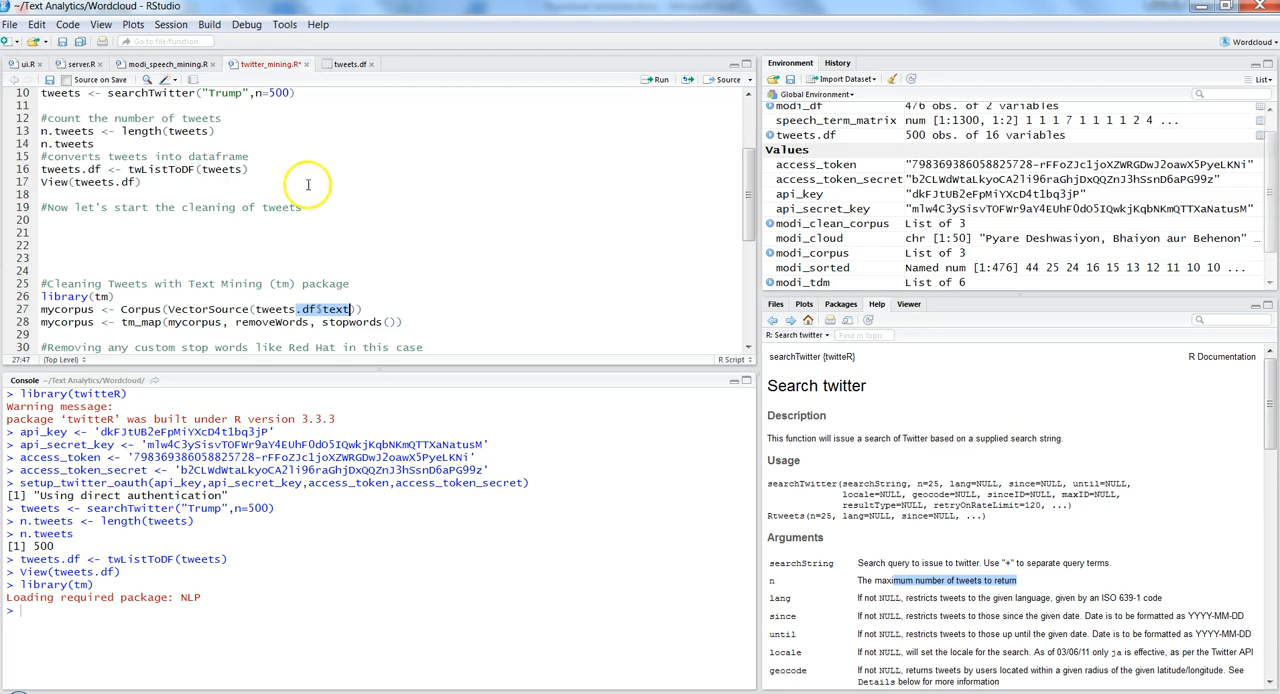 ~/Text Analytics/Wordcloud - RStudio
File Edit Code View Plots Session Build Debug Tools Help
Go to file/function
Wordcloud
ui.R
server.R
modi_speech_mining.R
twitter_mining.R*
tweets.df
Source on Save
Run
Source
10 tweets <- searchTwitter("Trump",n=500)
11
12 #count the number of tweets
13 n.tweets <- length(tweets)
14 n.tweets
15 #converts tweets into dataframe
16 tweets.df <- twListToDF(tweets)
17 View(tweets.df)
18
19 #Now let's start the cleaning of tweets
20
21
22
23
24
25 #Cleaning Tweets with Text Mining (tm) package
26 library(tm)
27 mycorpus <- Corpus(VectorSource(tweets.df$text))
28 mycorpus <- tm_map(mycorpus, removeWords, stopwords())
29
30 #Removing any custom stop words like Red Hat in this case
27:47 (Top Level) R Script
Console ~/Text Analytics/Wordcloud/
> library(twitteR)
Warning message:
package ‘twitteR’ was built under R version 3.3.3
> api_key <- 'dkFJtUB2eFpMiYxcD4t1bq3jP'
> api_secret_key <- 'mlw4C3ySisvTOFWr9aY4EUhF0dO5IQwkjKqbNKmQTTXaNatusM'
> access_token <- '798369386058825728-rFFoZJc1joXZWRGDwJ2oawX5PyeLKNi'
> access_token_secret <- 'b2CLWdWtaLkyoCA2li96raGhjDxQQZnJ3hSsnD6aPG99z'
> setup_twitter_oauth(api_key,api_secret_key,access_token,access_token_secret)
[1] "Using direct authentication"
> tweets <- searchTwitter("Trump",n=500)
> n.tweets <- length(tweets)
> n.tweets
[1] 500
> tweets.df <- twListToDF(tweets)
> View(tweets.df)
> library(tm)
Loading required package: NLP
>
Environment History
Import Dataset
List
Global Environment
modi_df 476 obs. of 2 variables
speech_term_matrix num [1:1300, 1:2] 1 1 1 7 1 1 1 1 2 4 ...
tweets.df 500 obs. of 16 variables
Values
access_token "798369386058825728-rFFoZJc1joXZWRGDwJ2oawX5PyeLKNi"
access_token_secret "b2CLWdWtaLkyoCA2li96raGhjDxQQZnJ3hSsnD6aPG99z"
api_key "dkFJtUB2eFpMiYXcD4t1bq3jP"
api_secret_key "mlw4C3ySisvTOFWr9aY4EUhF0dO5IQwkjKqbNKmQTTXaNatusM"
modi_clean_corpus List of 3
modi_cloud chr [1:50] "Pyare Deshwasiyon, Bhaiyon aur Behenon" ...
modi_corpus List of 3
modi_sorted Named num [1:476] 44 25 24 16 15 13 12 11 10 10 ...
modi_tdm List of 6
Files Plots Packages Help Viewer
R: Search twitter
Find in Topic
searchTwitter {twitteR} R Documentation
Search twitter
Description
This function will issue a search of Twitter based on a supplied search string.
Usage
searchTwitter(searchString, n=25, lang=NULL, since=NULL, until=NULL,
locale=NULL, geocode=NULL, sinceID=NULL, maxID=NULL,
resultType=NULL, retryOnRateLimit=120, ...)
Rtweets(n=25, lang=NULL, since=NULL, ...)
Arguments
searchString Search query to issue to twitter. Use "+" to separate query terms.
n The maximum number of tweets to return
lang If not NULL, restricts tweets to the given language, given by an ISO 639-1 code
since If not NULL, restricts tweets to those since the given date. Date is to be formatted as YYYY-MM-DD
until If not NULL, restricts tweets to those up until the given date. Date is to be formatted as YYYY-MM-DD
locale If not NULL, will set the locale for the search. As of 03/06/11 only ja is effective, as per the Twitter API
geocode If not NULL, returns tweets by users located within a given radius of the given latitude/longitude. See
Details below for more information